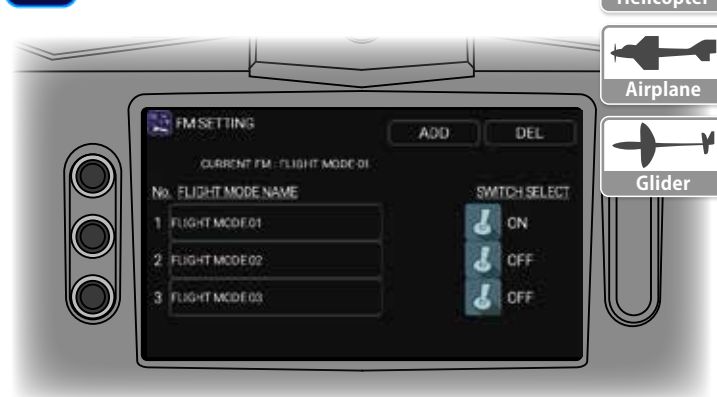 Helicopter
Airplane
Glider
FM SETTING
ADD
DEL
CURRENT FM : FLIGHT MODE 01
No. FLIGHT MODE NAME
SWITCH SELECT
1 FLIGHT MODE 01 ON
2 FLIGHT MODE 02 OFF
3 FLIGHT MODE 03 OFF